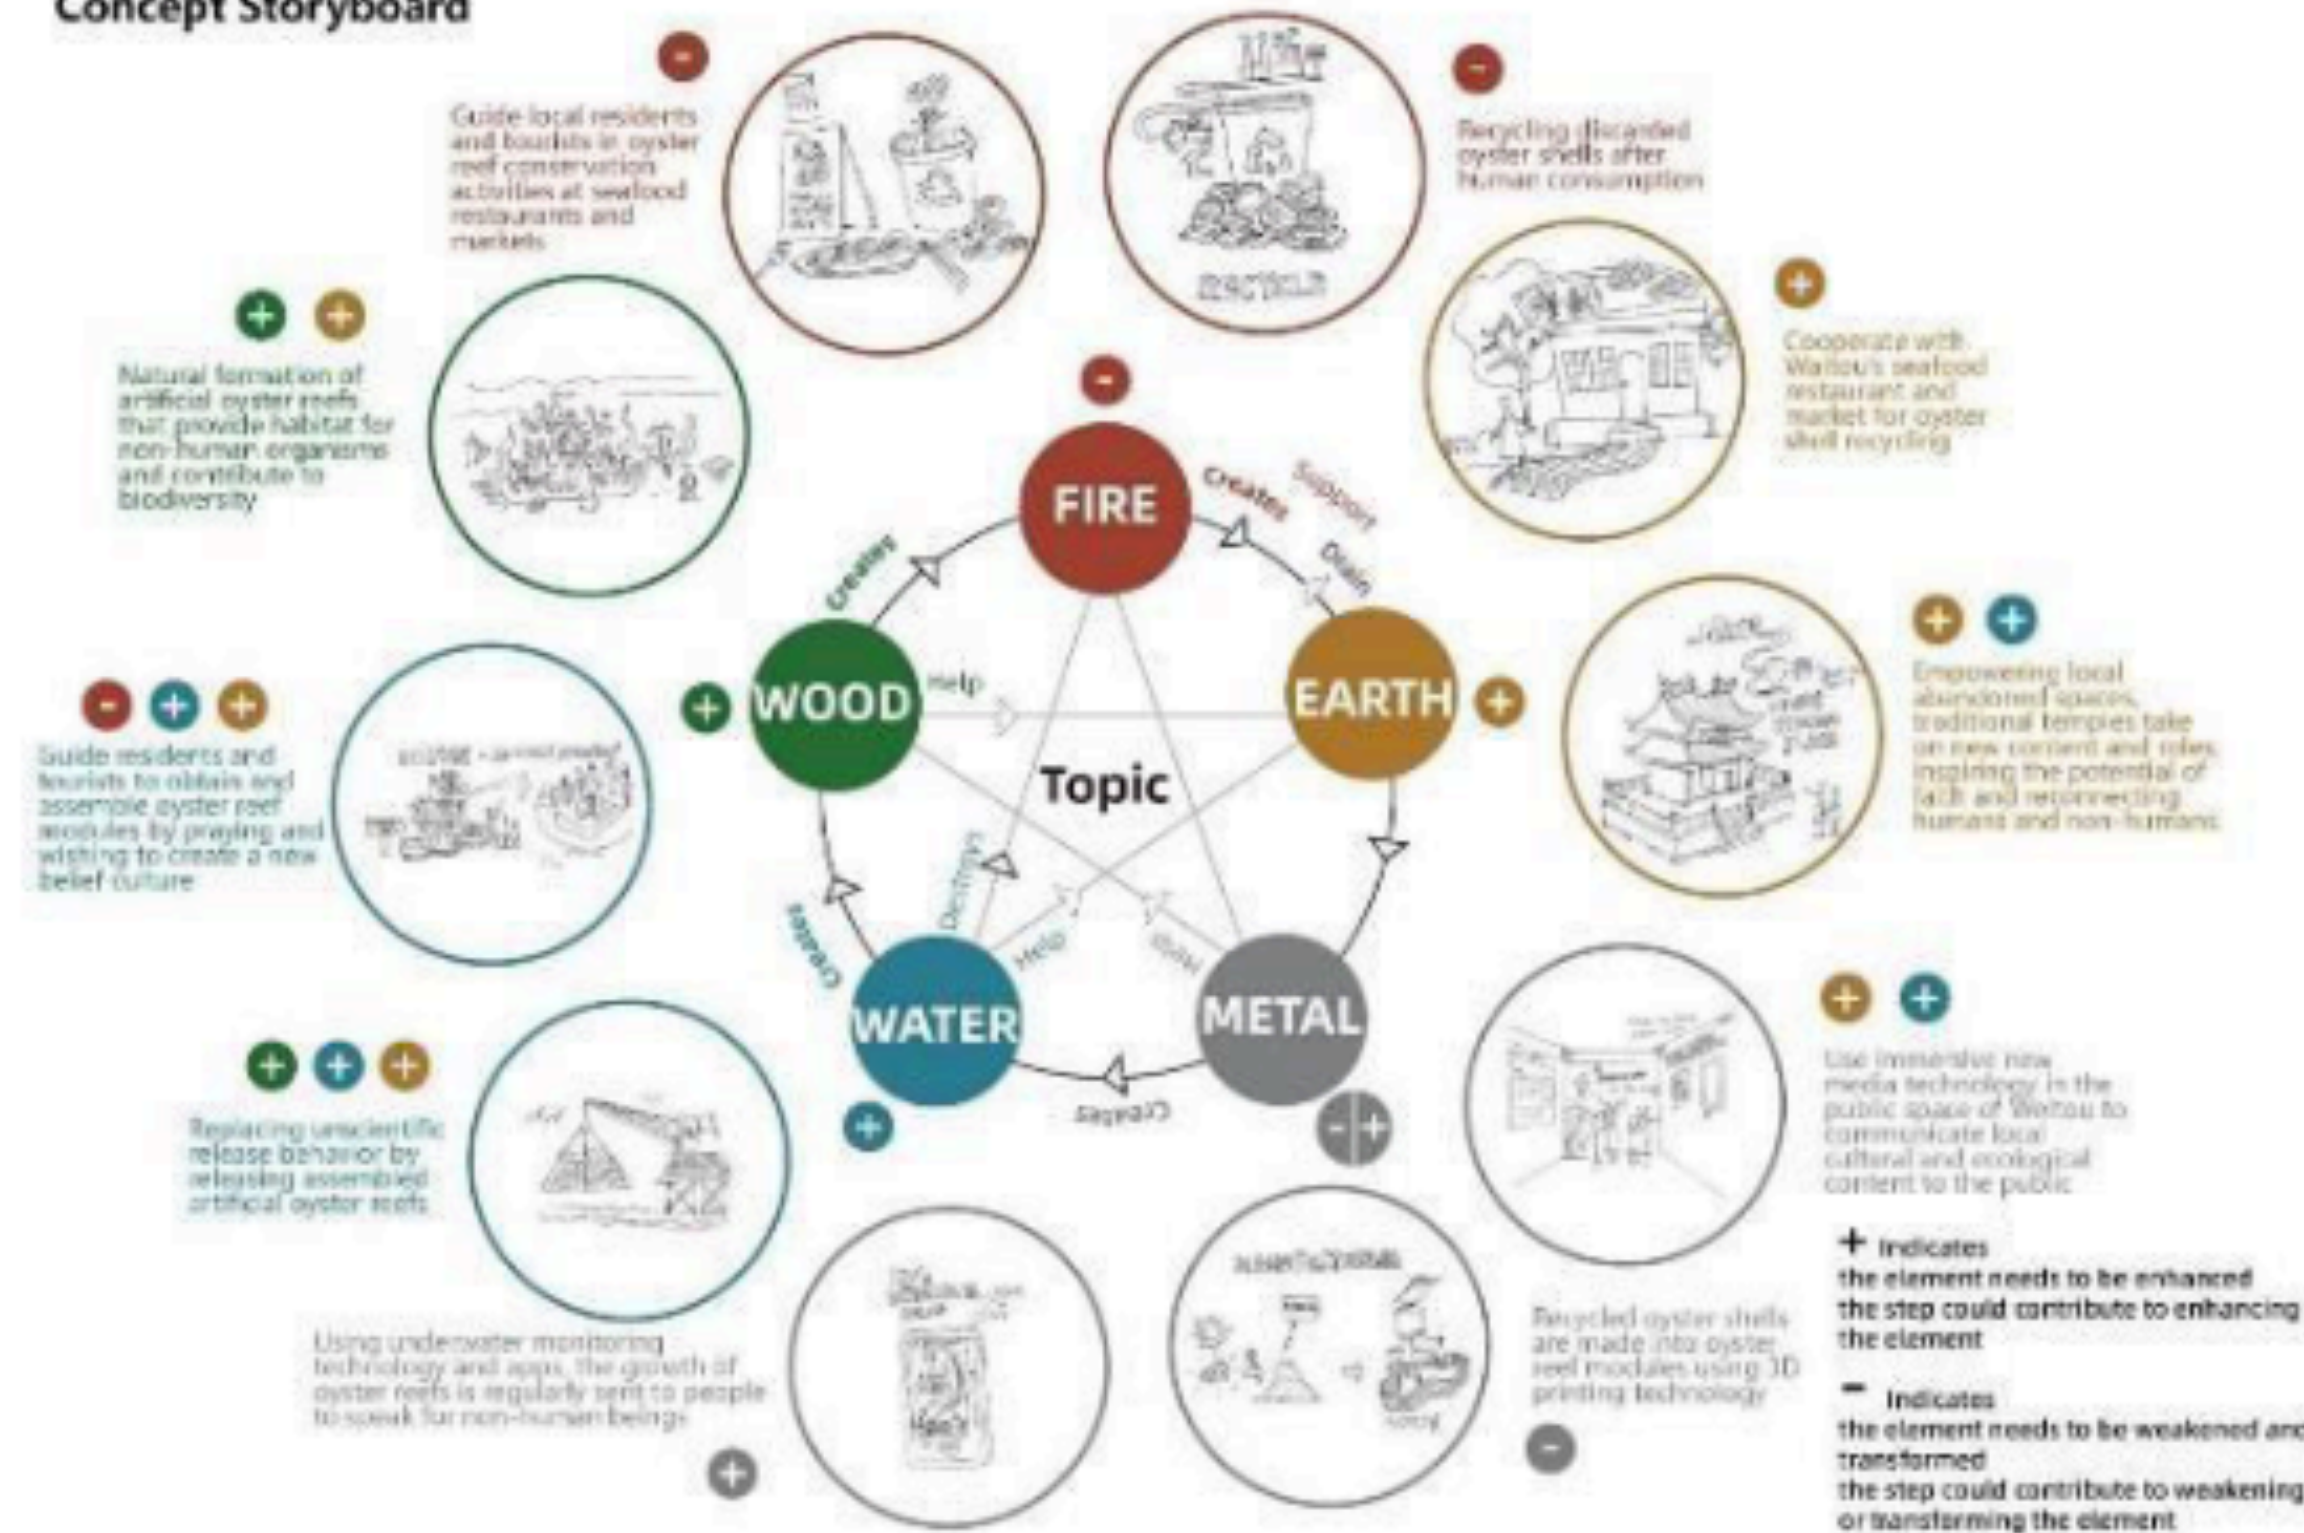 Concept Storyboard
Guide local residents
and tourists in oyster
reef conservation
activities at seafood
restaurants and
markets
Recycling discarded
oyster shells after
human consumption
Natural formation of
artificial oyster reefs
that provide habitat for
non-human organisms
and contribute to
biodiversity
Cooperate with
seafood
restaurant and
market for oyster
shell recycling
FIRE
Creates
Support
Drain
Creates
WOOD
Help
EARTH
Topic
Guide residents and
tourists to obtain and
assemble oyster reef
modules by praying and
wishing to create a new
belief culture
Empowering local
abandoned spaces,
traditional temples take
on new content and roles,
inspiring the potential of
faith and reconnecting
humans and non-humans
Destroys
Help
Help
Creates
WATER
METAL
Creates
Replacing unscientific
release behavior by
releasing assembled
artificial oyster reefs
Use immersive new
media technology in the
public space of Weitou to
communicate local
cultural and ecological
content to the public
Using underwater monitoring
technology and apps, the growth of
oyster reefs is regularly sent to people
to speak for non-human beings
Recycled oyster shells
are made into oyster
reef modules using 3D
printing technology
+ Indicates
the element needs to be enhanced
the step could contribute to enhancing
the element
- Indicates
the element needs to be weakened and
transformed
the step could contribute to weakening
or transforming the element